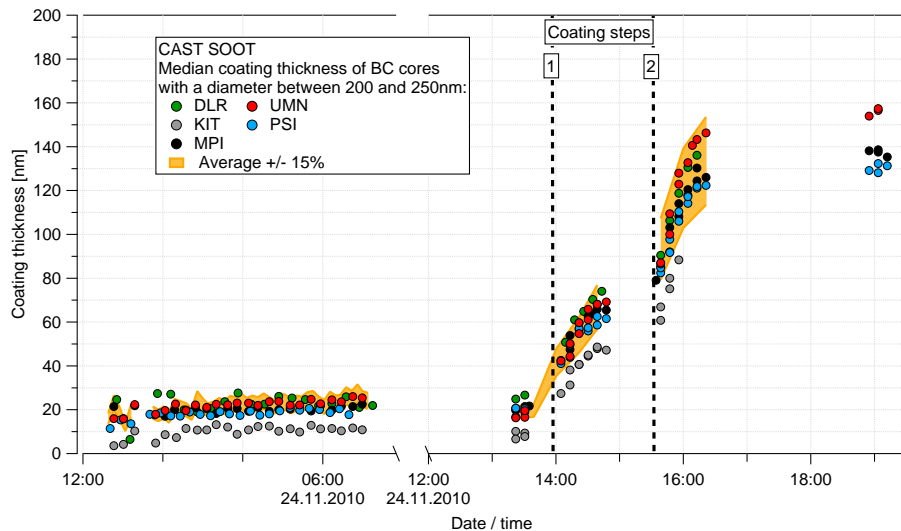 200
180
160
140
120
100
80
60
40
20
0
Coating thickness [nm]
CAST SOOT
Median coating thickness of BC cores
with a diameter between 200 and 250nm:
DLR UMN
KIT PSI
MPI
Average +/- 15%
Coating steps
1 2
12:00 06:00 12:00 14:00 16:00 18:00
24.11.2010 24.11.2010
Date / time